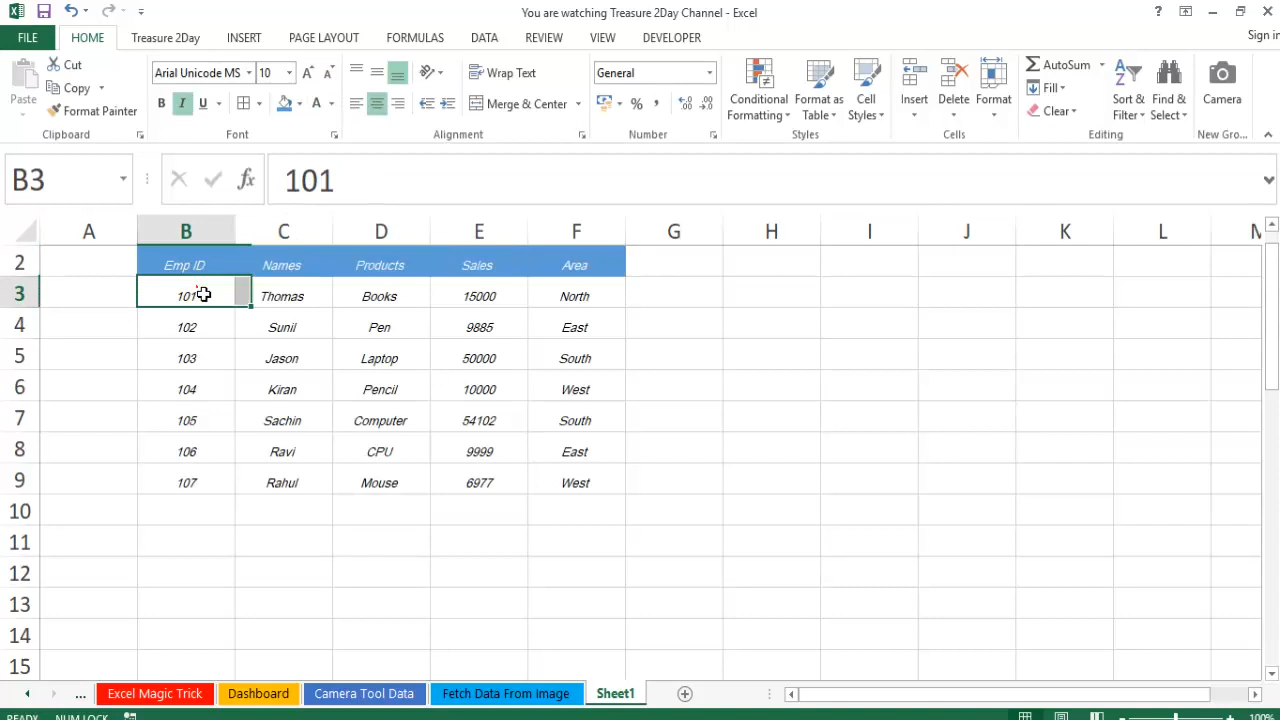 You are watching Treasure 2Day Channel - Excel
?
FILE HOME Treasure 2Day INSERT PAGE LAYOUT FORMULAS DATA REVIEW VIEW DEVELOPER Sign in
Cut
Copy
Format Painter
Paste
Clipboard
Arial Unicode MS 10
B I U
Font
Wrap Text
Merge & Center
Alignment
General
%
Number
Conditional Formatting
Format as Table
Cell Styles
Styles
Insert Delete Format
Cells
AutoSum
Fill
Clear
Sort & Filter
Find & Select
Editing
Camera
New Gro...
B3 fx 101
A B C D E F G H I J K L M
2 Emp ID Names Products Sales Area
3 101 Thomas Books 15000 North
4 102 Sunil Pen 9885 East
5 103 Jason Laptop 50000 South
6 104 Kiran Pencil 10000 West
7 105 Sachin Computer 54102 South
8 106 Ravi CPU 9999 East
9 107 Rahul Mouse 6977 West
10
11
12
13
14
15
... Excel Magic Trick Dashboard Camera Tool Data Fetch Data From Image Sheet1
READY NUM LOCK 100%